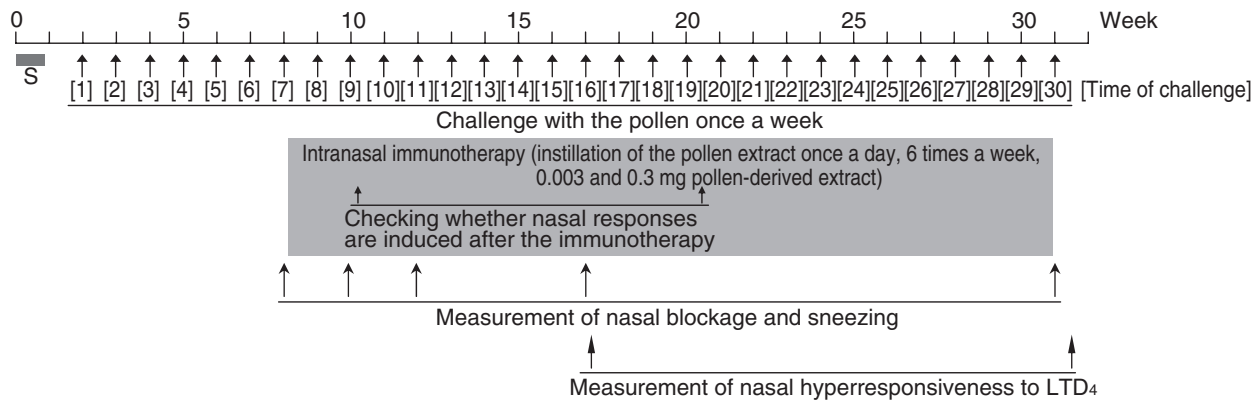 0 5 10 15 20 25 30 Week
S
[1] [2] [3] [4] [5] [6] [7] [8] [9] [10] [11] [12] [13] [14] [15] [16] [17] [18] [19] [20] [21] [22] [23] [24] [25] [26] [27] [28] [29] [30] [Time of challenge]
Challenge with the pollen once a week
Intranasal immunotherapy (instillation of the pollen extract once a day, 6 times a week,
0.003 and 0.3 mg pollen-derived extract)
Checking whether nasal responses
are induced after the immunotherapy
Measurement of nasal blockage and sneezing
Measurement of nasal hyperresponsiveness to LTD4